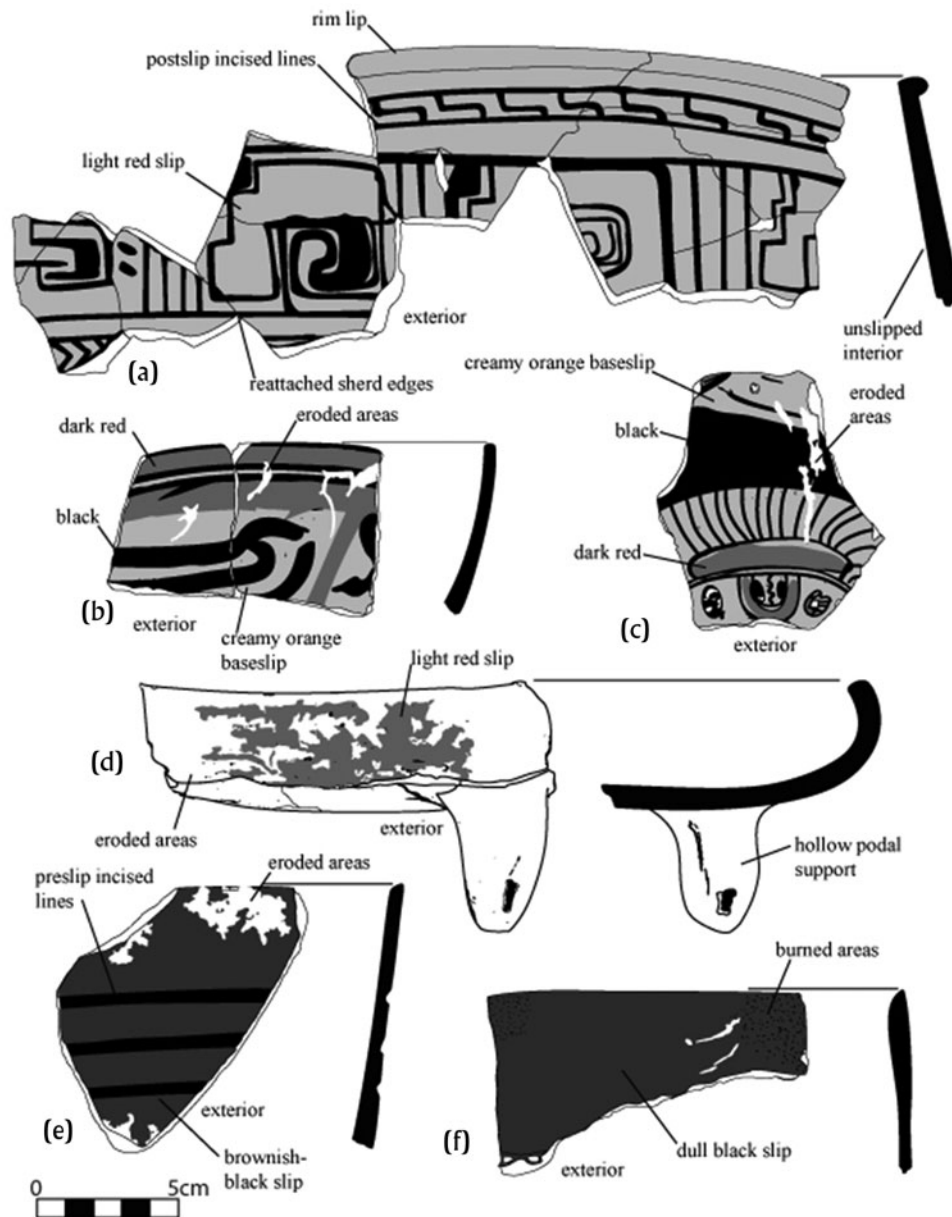 rim lip
postslip incised lines
light red slip
exterior
(a)
reattached sherd edges
unslipped
interior
creamy orange baseslip
eroded
areas
black
dark red
exterior
(c)
eroded areas
dark red
black
(b)
exterior
creamy orange
baseslip
light red slip
(d)
eroded areas
exterior
hollow podal
support
eroded areas
preslip incised
lines
exterior
(e)
brownish-
black slip
burned areas
(f)
exterior
dull black slip
0
5cm